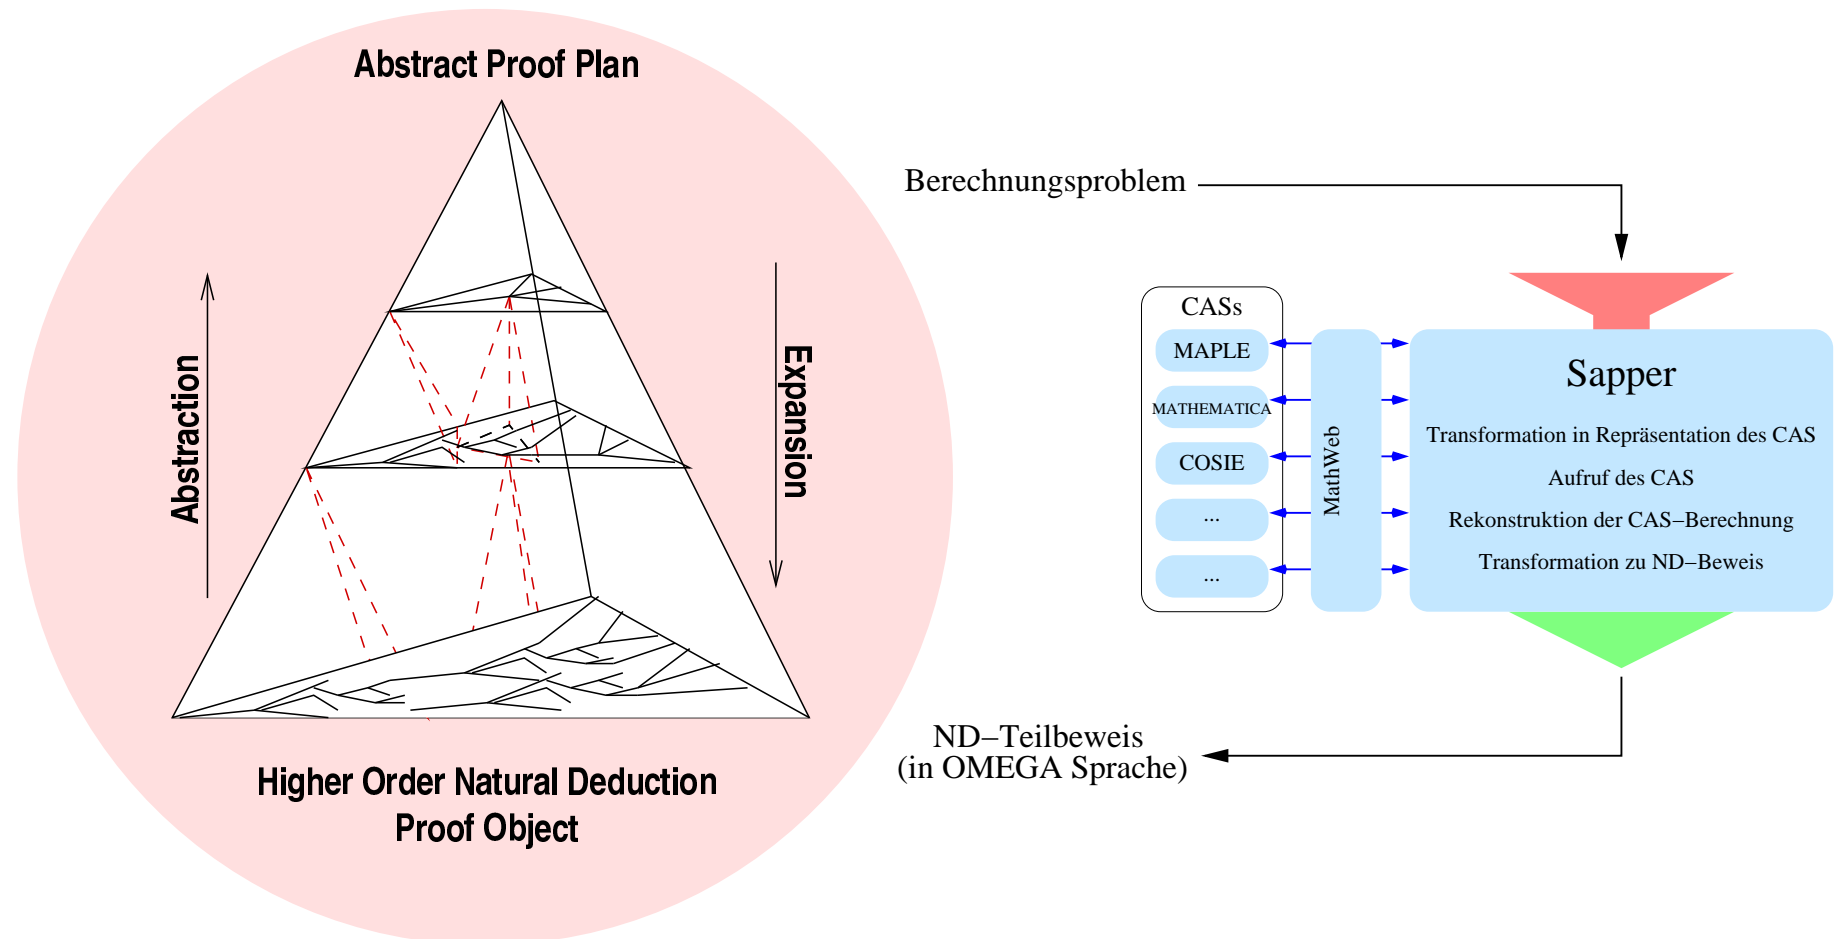 Abstract Proof Plan
Abstraction
Expansion
Higher Order Natural Deduction
Proof Object
Berechnungsproblem
CASs
MAPLE
MATHEMATICA
COSIE
...
...
MathWeb
Sapper
Transformation in Repräsentation des CAS
Aufruf des CAS
Rekonstruktion der CAS−Berechnung
Transformation zu ND−Beweis
ND−Teilbeweis
(in OMEGA Sprache)